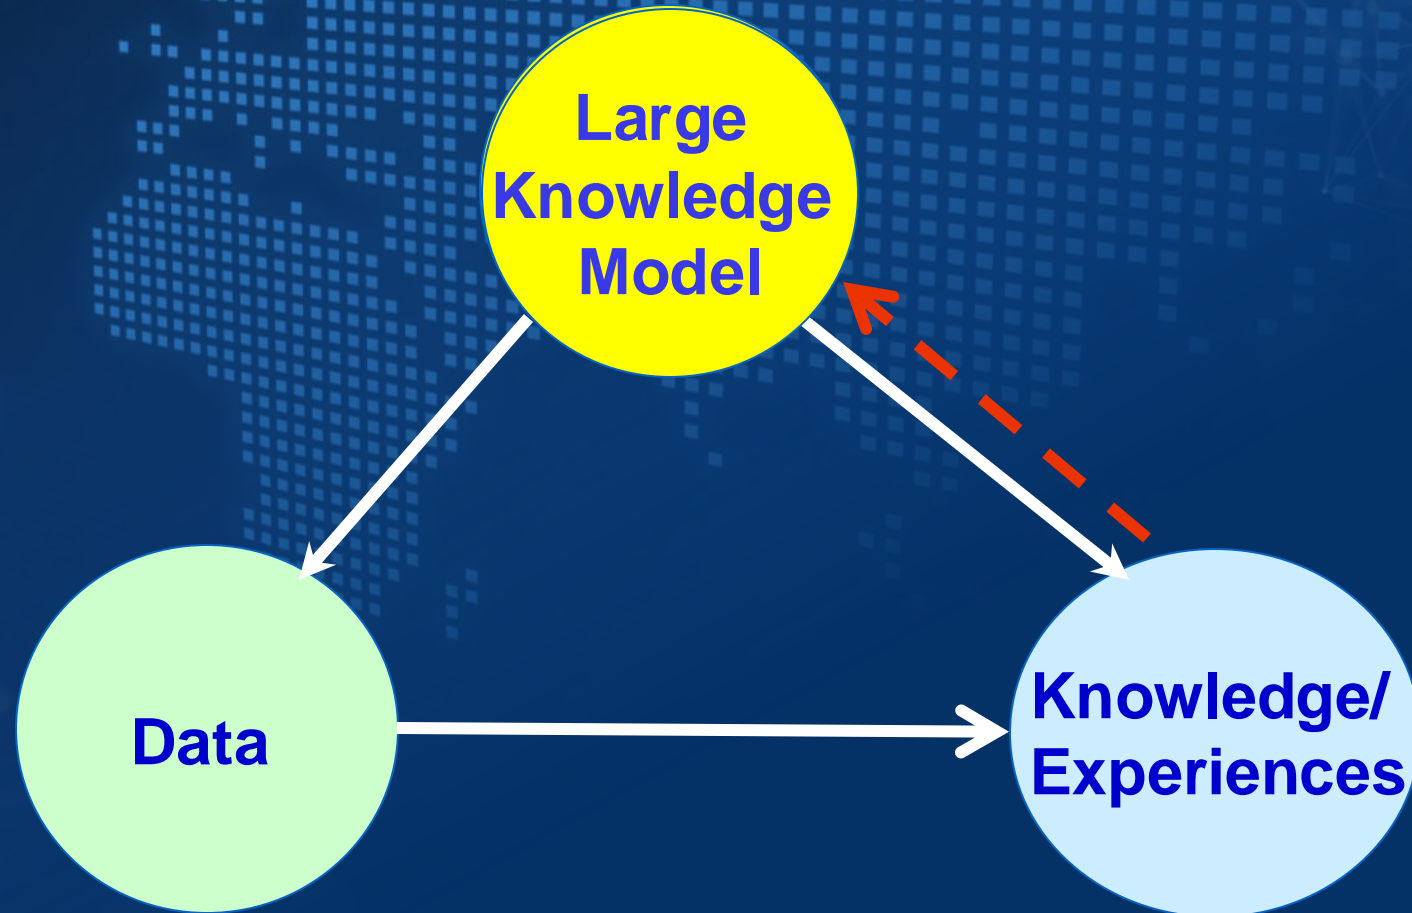 Large
Knowledge
Model
Data
Knowledge/
Experiences